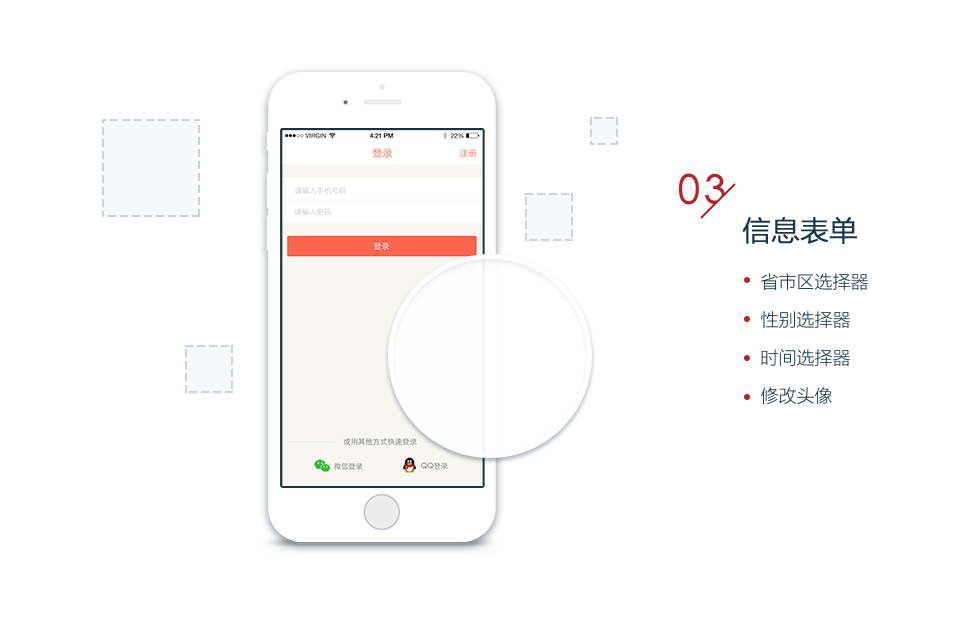 VIRGIN 4:21 PM 22%
登录 注册
请输入手机号码
请输入密码
登录
或用其他方式快速登录
微信登录 QQ登录
03
信息表单
省市区选择器
性别选择器
时间选择器
修改头像